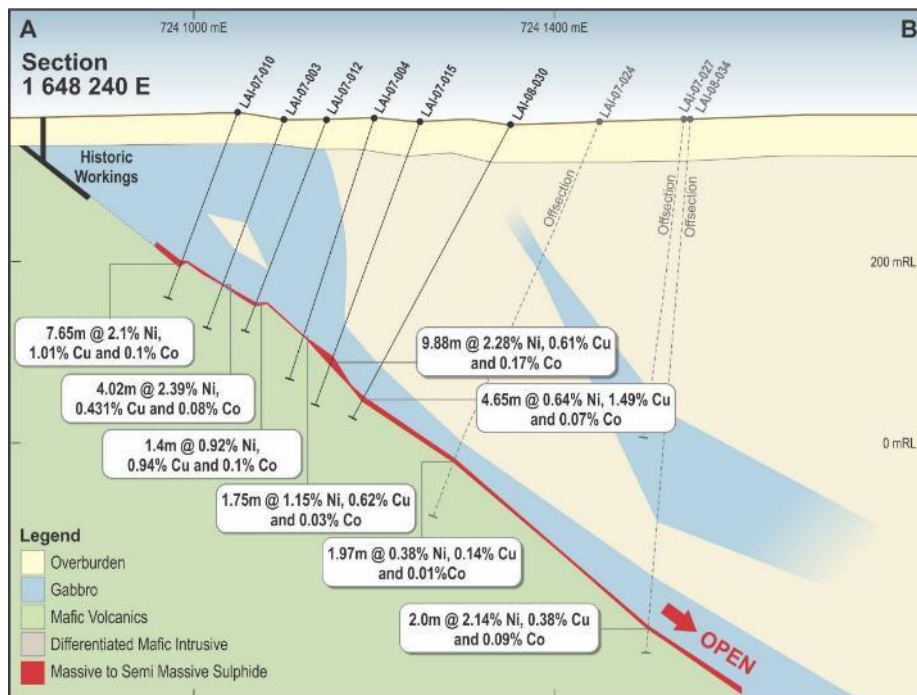 A
724 1000 mE
724 1400 mE
B
Section
1 648 240 E
LAI-07-010
LAI-07-003
LAI-07-012
LAI-07-004
LAI-07-015
LAI-08-030
LAI-07-024
LAI-07-027
LAI-08-034
Historic
Workings
Offsection
Offsection
Offsection
200 mRL
0 mRL
7.65m @ 2.1% Ni,
1.01% Cu and 0.1% Co
4.02m @ 2.39% Ni,
0.431% Cu and 0.08% Co
1.4m @ 0.92% Ni,
0.94% Cu and 0.1% Co
9.88m @ 2.28% Ni, 0.61% Cu
and 0.17% Co
4.65m @ 0.64% Ni, 1.49% Cu
and 0.07% Co
1.75m @ 1.15% Ni, 0.62% Cu
and 0.03% Co
1.97m @ 0.38% Ni, 0.14% Cu
and 0.01%Co
2.0m @ 2.14% Ni, 0.38% Cu
and 0.09% Co
OPEN
Legend
Overburden
Gabbro
Mafic Volcanics
Differentiated Mafic Intrusive
Massive to Semi Massive Sulphide